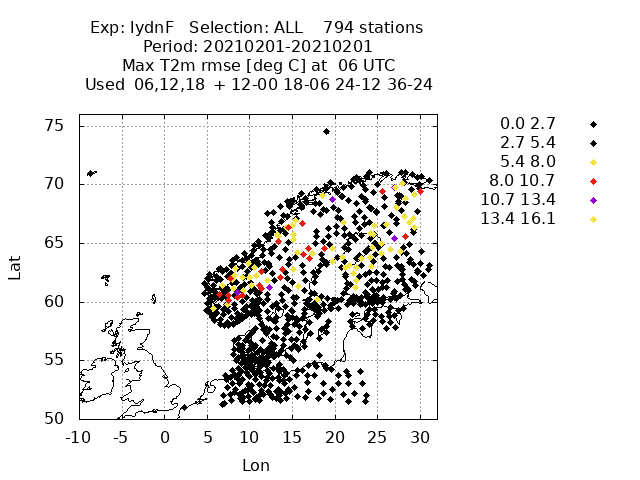 Exp: IydnF Selection: ALL 794 stations
Period: 20210201-20210201
Max T2m rmse [deg C] at 06 UTC
Used 06,12,18 + 12-00 18-06 24-12 36-24
0.0 2.7
2.7 5.4
5.4 8.0
8.0 10.7
10.7 13.4
13.4 16.1
Lat
75
70
65
60
55
50
-10 -5 0 5 10 15 20 25 30
Lon